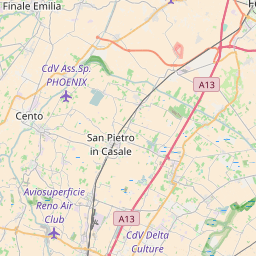 Finale Emilia
CdV Ass.Sp.
PHOENIX
A13
Cento
San Pietro
in Casale
Aviosuperficie
Reno Air
Club
A13
CdV Delta
Culture